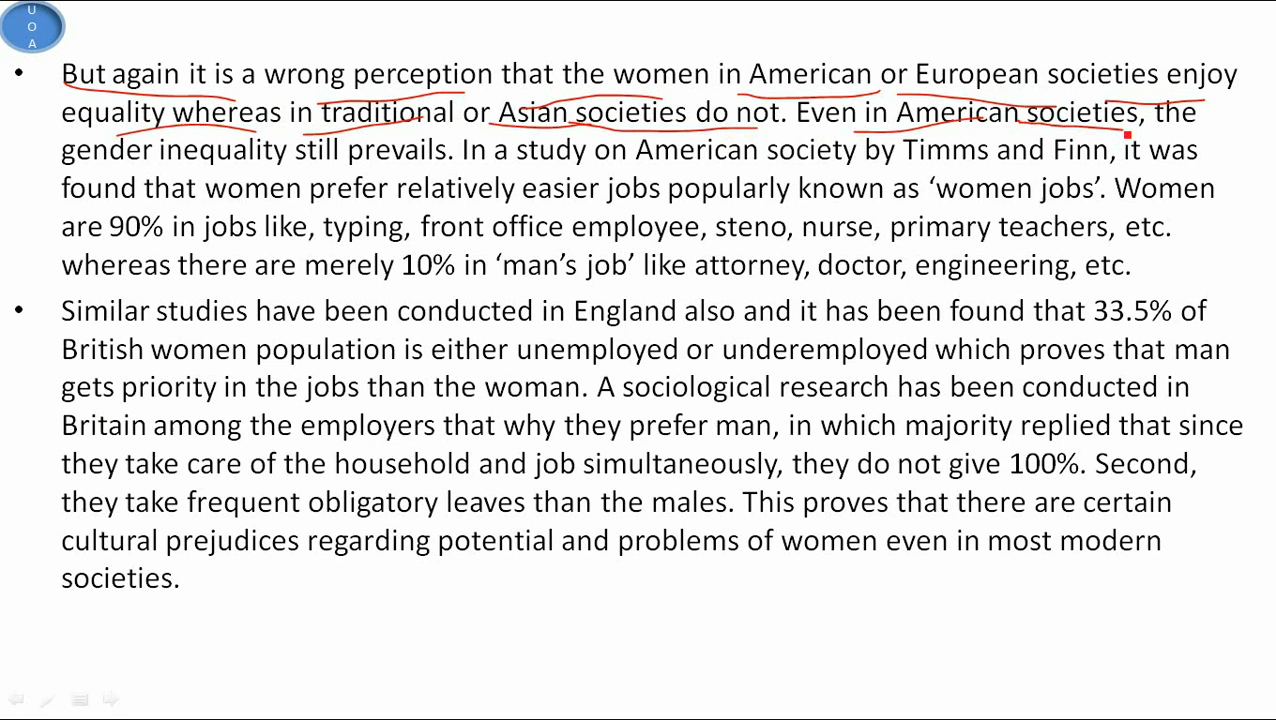 U
O
A
• But again it is a wrong perception that the women in American or European societies enjoy
equality whereas in traditional or Asian societies do not. Even in American societies, the
gender inequality still prevails. In a study on American society by Timms and Finn, it was
found that women prefer relatively easier jobs popularly known as ‘women jobs’. Women
are 90% in jobs like, typing, front office employee, steno, nurse, primary teachers, etc.
whereas there are merely 10% in ‘man’s job’ like attorney, doctor, engineering, etc.
• Similar studies have been conducted in England also and it has been found that 33.5% of
British women population is either unemployed or underemployed which proves that man
gets priority in the jobs than the woman. A sociological research has been conducted in
Britain among the employers that why they prefer man, in which majority replied that since
they take care of the household and job simultaneously, they do not give 100%. Second,
they take frequent obligatory leaves than the males. This proves that there are certain
cultural prejudices regarding potential and problems of women even in most modern
societies.